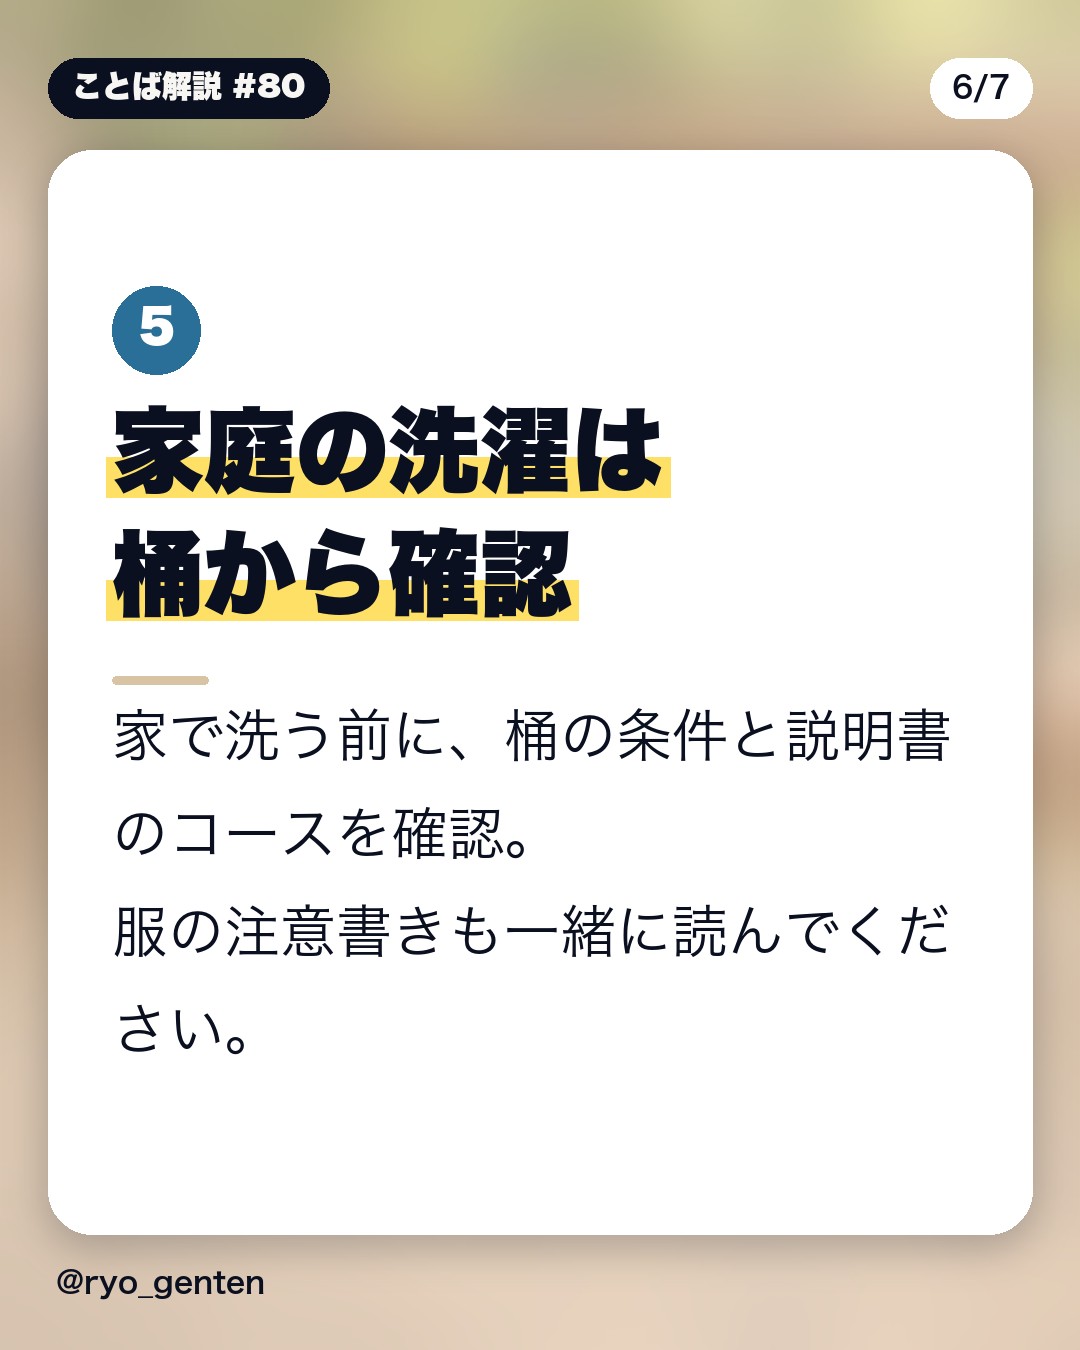 ことば解説 #80
6/7
5
家庭の洗濯は
桶から確認
家で洗う前に、桶の条件と説明書
のコースを確認。
服の注意書きも一緒に読んでくだ
さい。
@ryo_genten